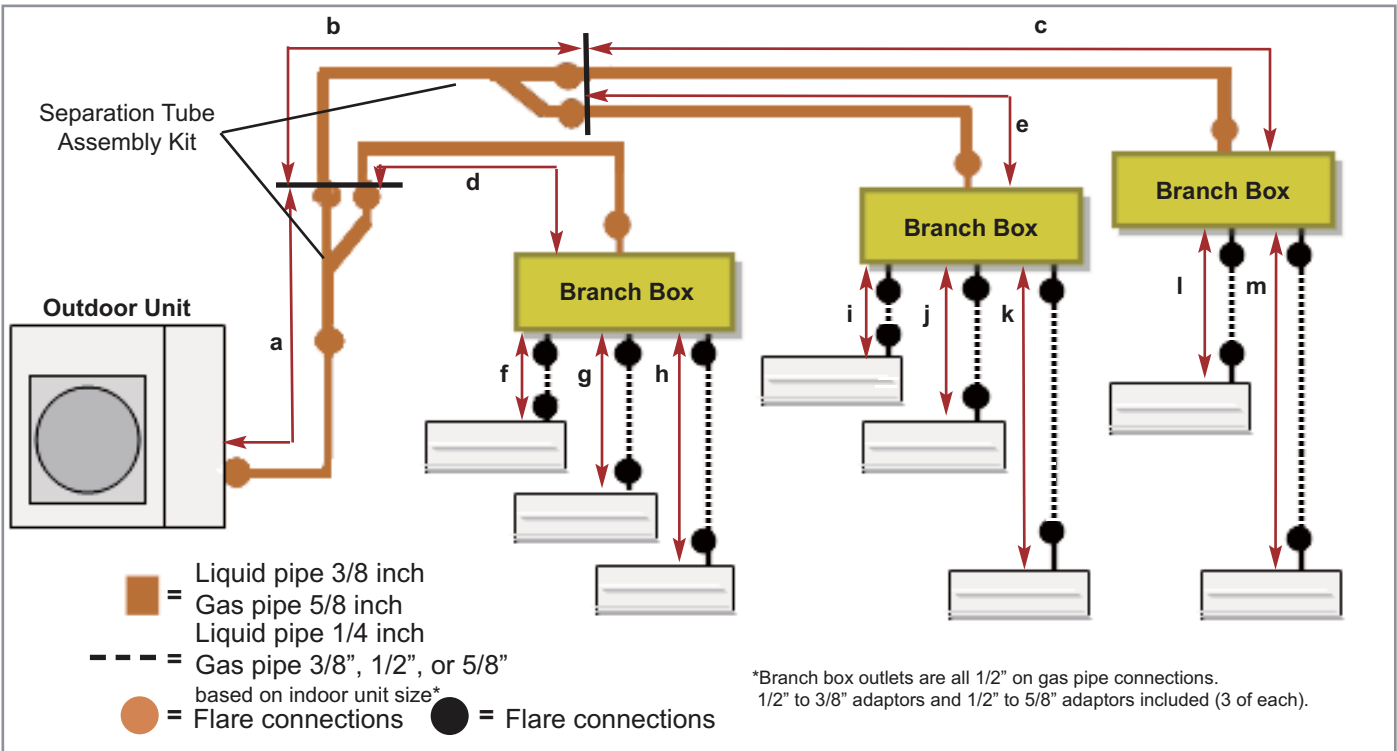 b
c
Separation Tube
Assembly Kit
e
d
Branch Box
Branch Box
Branch Box
Outdoor Unit
a
f
g
h
i
j
k
l
m
= Liquid pipe 3/8 inch
Gas pipe 5/8 inch
Liquid pipe 1/4 inch
= Gas pipe 3/8”, 1/2”, or 5/8”
based on indoor unit size*
= Flare connections
= Flare connections
*Branch box outlets are all 1/2” on gas pipe connections.
1/2” to 3/8” adaptors and 1/2” to 5/8” adaptors included (3 of each).